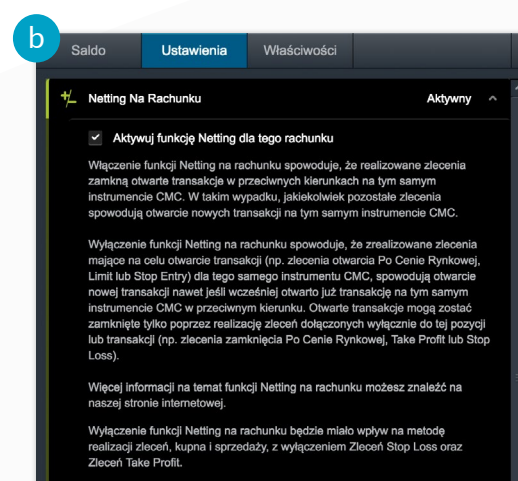 b
Saldo
Ustawienia
Właściwości
+/- Netting Na Rachunku
Aktywny
Aktywuj funkcję Netting dla tego rachunku
Włączenie funkcji Netting na rachunku spowoduje, że realizowane zlecenia
zamkną otwarte transakcje w przeciwnych kierunkach na tym samym
instrumencie CMC. W takim wypadku, jakiekolwiek pozostałe zlecenia
spowodują otwarcie nowych transakcji na tym samym instrumencie CMC.
Wyłączenie funkcji Netting na rachunku spowoduje, że zrealizowane zlecenia
mające na celu otwarcie transakcji (np. zlecenia otwarcia Po Cenie Rynkowej,
Limit lub Stop Entry) dla tego samego instrumentu CMC, spowodują otwarcie
nowej transakcji nawet jeśli wcześniej otwarto już transakcję na tym samym
instrumencie CMC w przeciwnym kierunku. Otwarte transakcje mogą zostać
zamknięte tylko poprzez realizację zleceń dołączonych wyłącznie do tej pozycji
lub transakcji (np. zlecenia zamknięcia Po Cenie Rynkowej, Take Profit lub Stop
Loss).
Więcej informacji na temat funkcji Netting na rachunku możesz znaleźć na
naszej stronie internetowej.
Wyłączenie funkcji Netting na rachunku będzie miało wpływ na metodę
realizacji zleceń, kupna i sprzedaży, z wyłączeniem Zleceń Stop Loss oraz
Zleceń Take Profit.